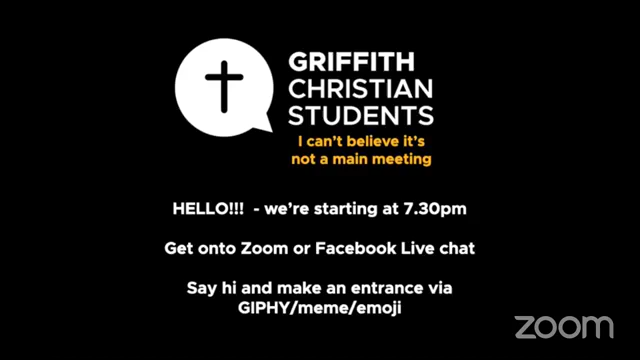 GRIFFITH
CHRISTIAN
STUDENTS
I can't believe it's
not a main meeting
HELLO!!! - we're starting at 7.30pm
Get onto Zoom or Facebook Live chat
Say hi and make an entrance via
GIPHY/meme/emoji
zoom